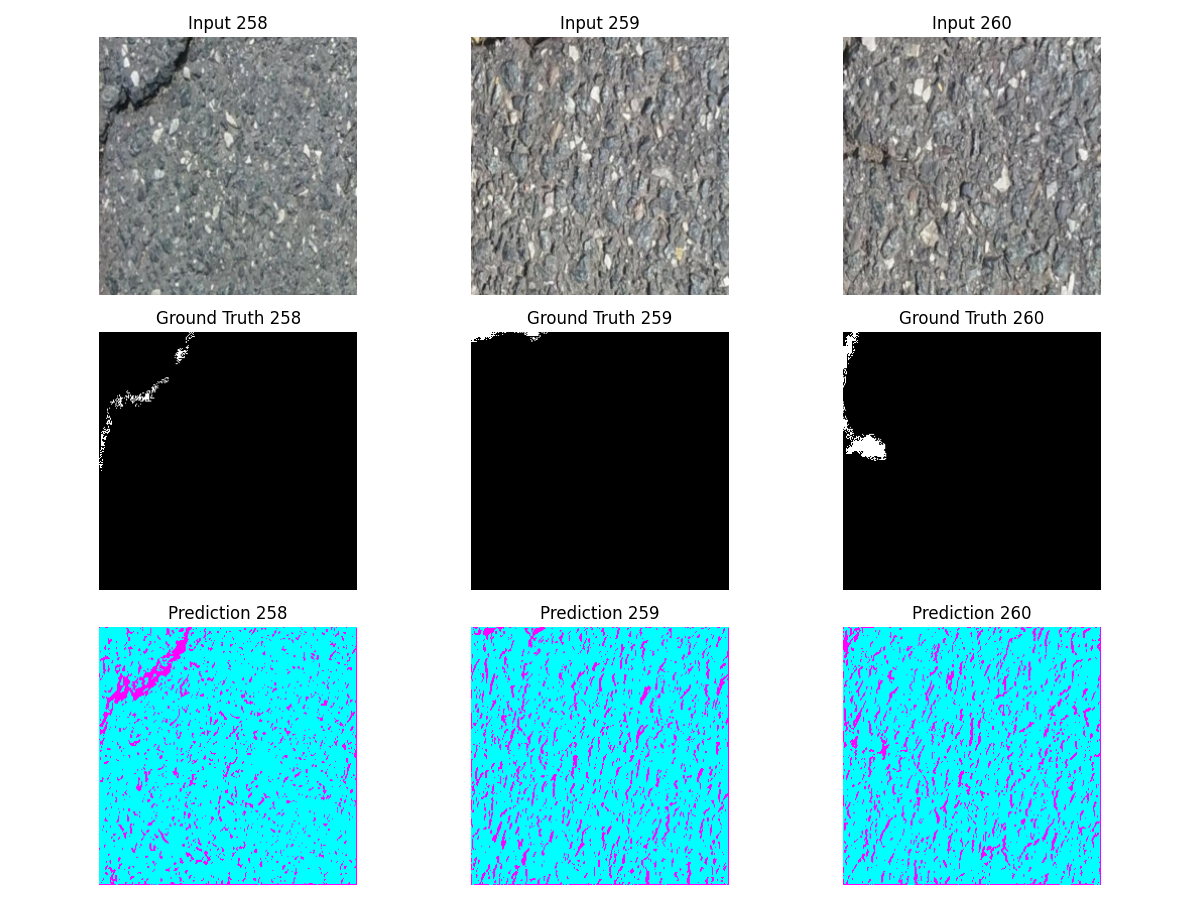 Input 258
Input 259
Input 260
Ground Truth 258
Ground Truth 259
Ground Truth 260
Prediction 258
Prediction 259
Prediction 260